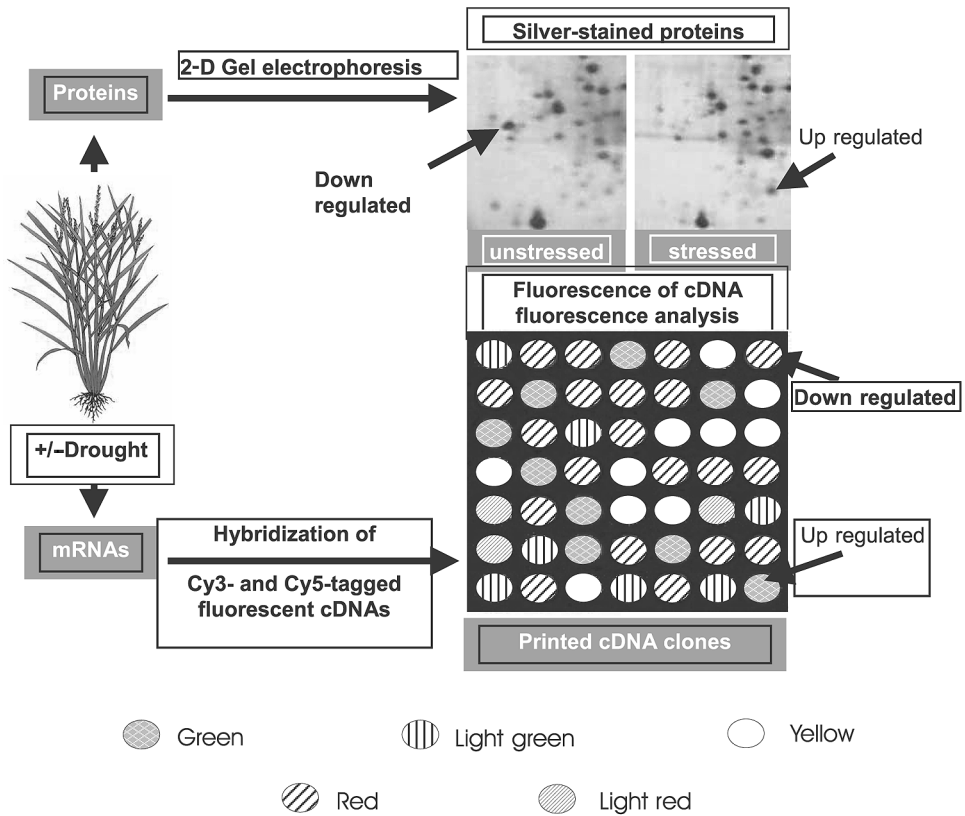 Silver-stained proteins
2-D Gel electrophoresis
Proteins
Up regulated
Down
regulated
unstressed
stressed
Fluorescence of cDNA
fluorescence analysis
Down regulated
+/–Drought
mRNAs
Hybridization of
Cy3- and Cy5-tagged
fluorescent cDNAs
Up regulated
Printed cDNA clones
Green
Light green
Yellow
Red
Light red